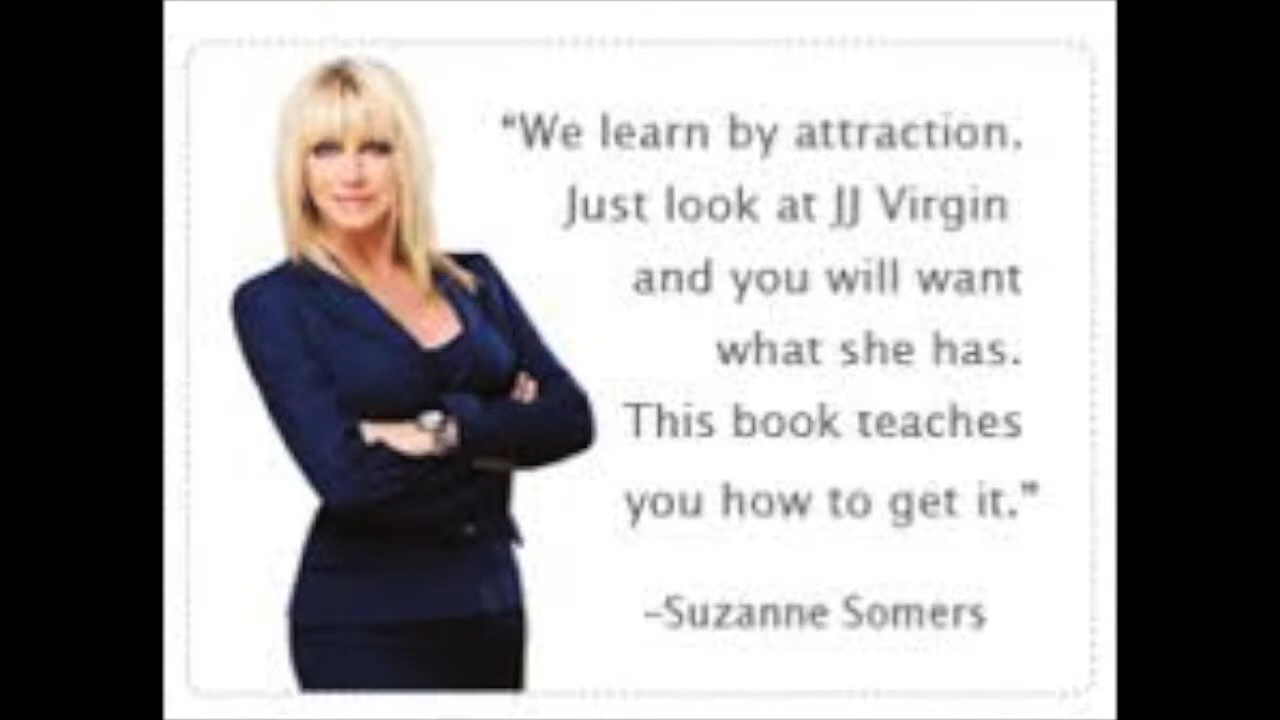 “We learn by attraction.
Just look at JJ Virgin
and you will want
what she has.
This book teaches
you how to get it.”
–Suzanne Somers